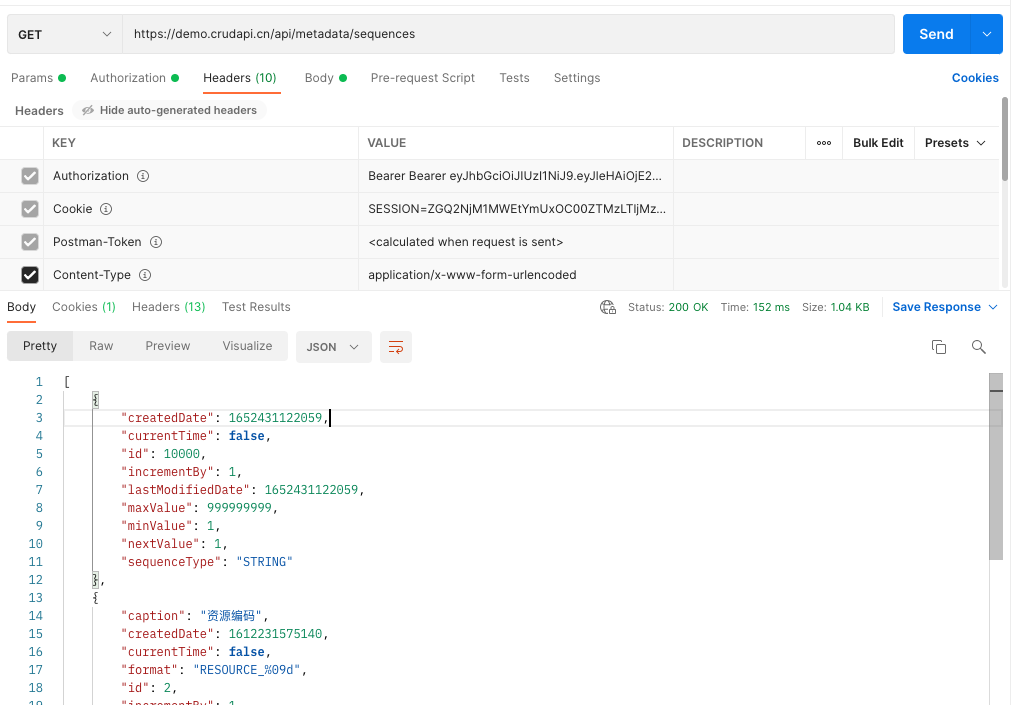 GET https://demo.crudapi.cn/api/metadata/sequences Send
Params Authorization Headers (10) Body Pre-request Script Tests Settings Cookies
Headers Hide auto-generated headers
KEY VALUE DESCRIPTION ooo Bulk Edit Presets
Authorization Bearer Bearer eyJhbGciOiJIUzI1NiJ9.eyJleHAiOjE2...
Cookie SESSION=ZGQ2NjM1MWEtYmUxOC00ZTMzLTljMz...
Postman-Token <calculated when request is sent>
Content-Type application/x-www-form-urlencoded
Body Cookies (1) Headers (13) Test Results Status: 200 OK Time: 152 ms Size: 1.04 KB Save Response
Pretty Raw Preview Visualize JSON
1 [
2 {
3 "createdDate": 1652431122059,
4 "currentTime": false,
5 "id": 10000,
6 "incrementBy": 1,
7 "lastModifiedDate": 1652431122059,
8 "maxValue": 999999999,
9 "minValue": 1,
10 "nextValue": 1,
11 "sequenceType": "STRING"
12 },
13 {
14 "caption": "资源编码",
15 "createdDate": 1612231575140,
16 "currentTime": false,
17 "format": "RESOURCE_%09d",
18 "id": 2,
19 "incrementBy": 1